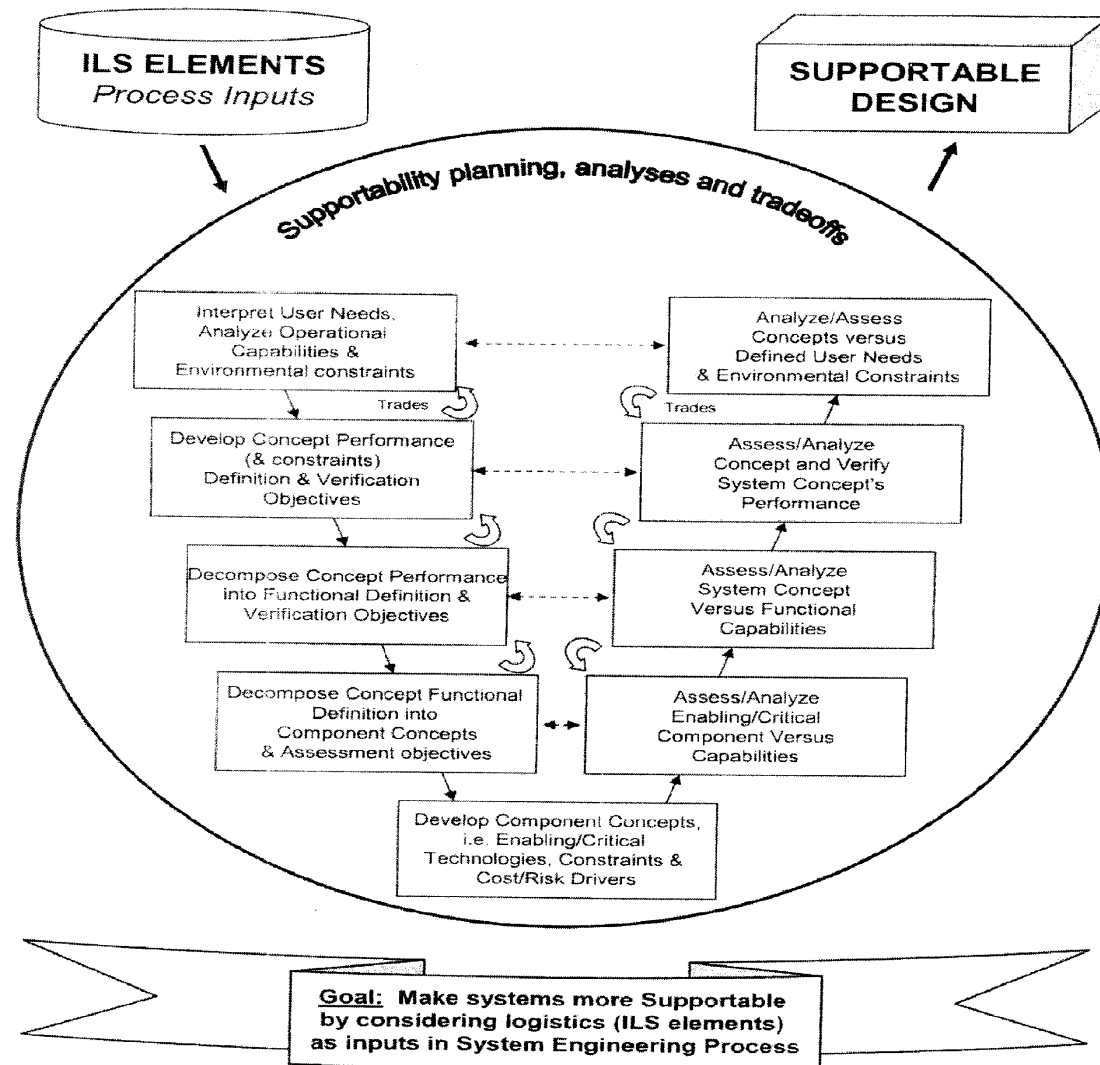 ILS ELEMENTS
Process Inputs
SUPPORTABLE
DESIGN
Supportability planning, analyses and tradeoffs
Interpret User Needs,
Analyze Operational
Capabilities &
Environmental constraints
Analyze/Assess
Concepts versus
Defined User Needs
& Environmental Constraints
Trades
Trades
Develop Concept Performance
(& constraints)
Definition & Verification
Objectives
Assess/Analyze
Concept and Verify
System Concept's
Performance
Decompose Concept Performance
into Functional Definition &
Verification Objectives
Assess/Analyze
System Concept
Versus Functional
Capabilities
Decompose Concept Functional
Definition into
Component Concepts
& Assessment objectives
Assess/Analyze
Enabling/Critical
Component Versus
Capabilities
Develop Component Concepts,
i.e. Enabling/Critical
Technologies, Constraints &
Cost/Risk Drivers
Goal: Make systems more Supportable
by considering logistics (ILS elements)
as inputs in System Engineering Process